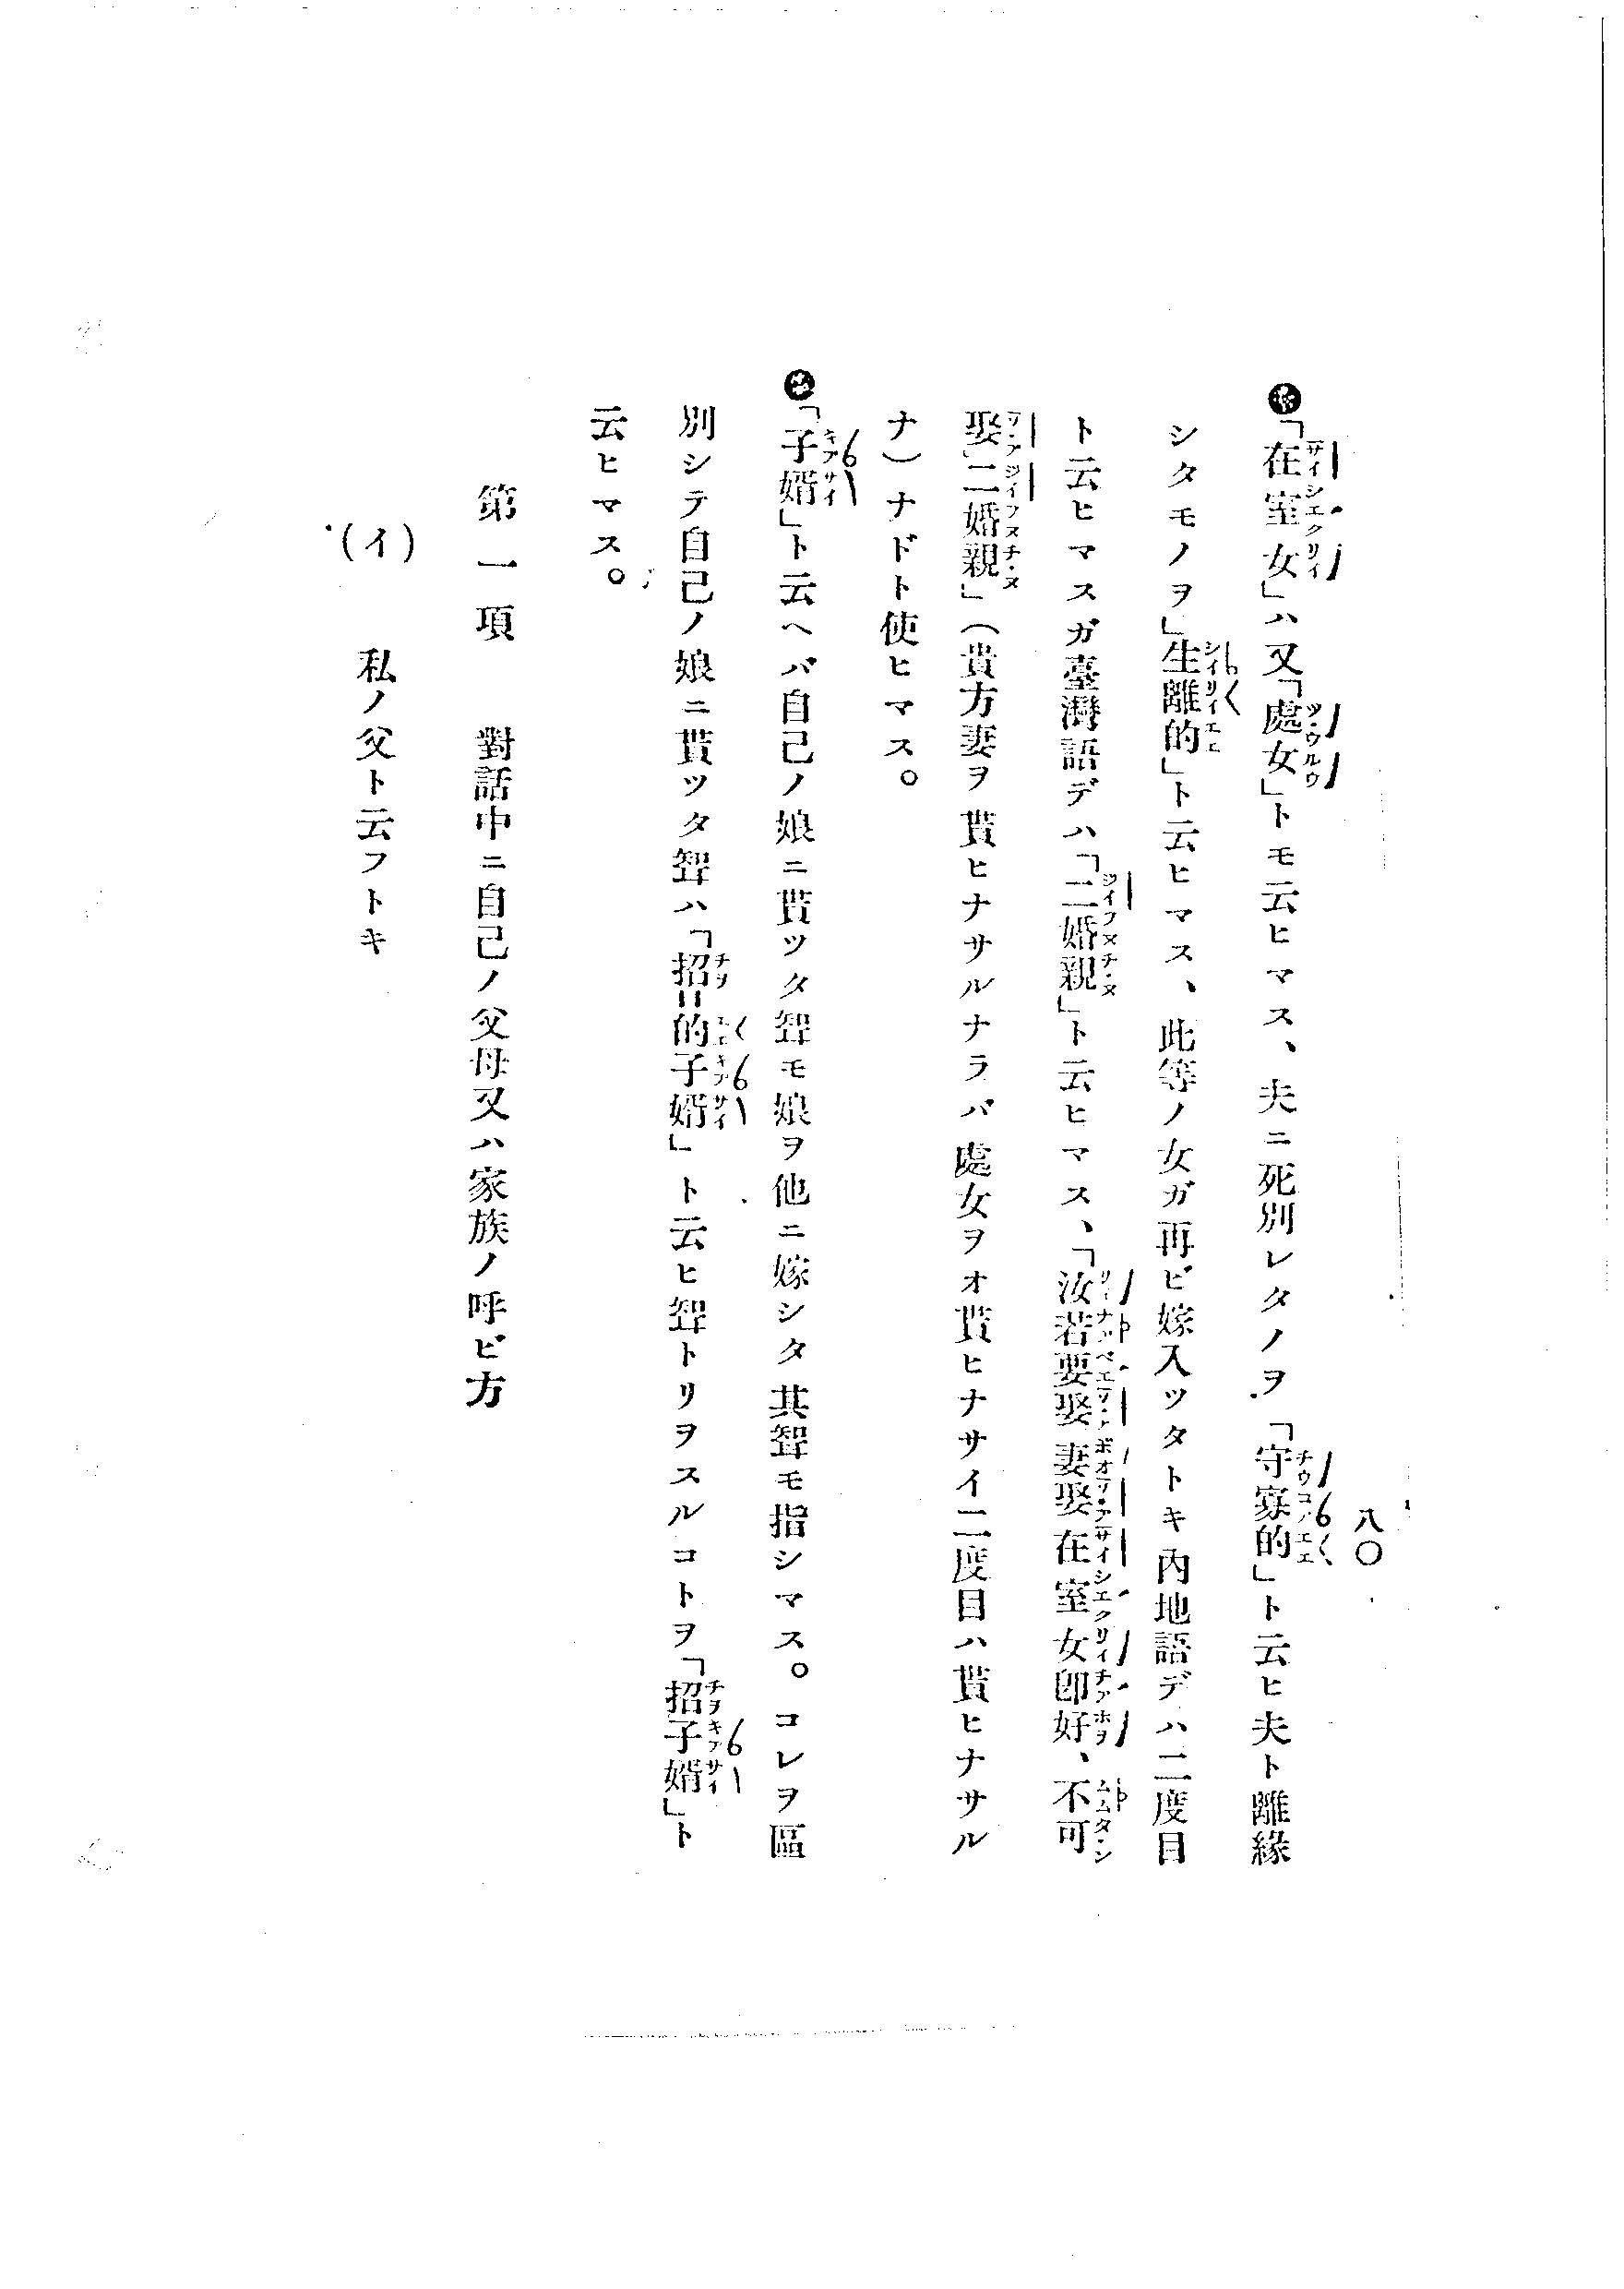 八〇
「在室女」ハ又「處女」トモ云ヒマス、夫ニ死別レタノヲ「守寡的」ト云ヒ夫ト離緣
シタモノヲ」生離的」ト云ヒマス、此等ノ女ガ再ビ嫁入ツタトキ內地語デハ二度目
ト云ヒマスガ臺灣語デハ「二婚親」ト云ヒマス、「汝若要娶妻娶在室女卽好、不可
娶二婚親」(貴方妻ヲ貰ヒナサルナラバ處女ヲオ貰ヒナサイ二度目ハ貰ヒナサル
ナ)ナドト使ヒマス。
「子婿」ト云ヘバ自己ノ娘ニ貰ツタ聟モ娘ヲ他ニ嫁シタ其聟モ指シマス。コレヲ區
別シテ自己ノ娘ニ貰ツタ聟ハ「招=的子婿」ト云ヒ聟トリヲスルコトヲ「招子婿」ト
云ヒマス。
第一項 對話中ニ自己ノ父母又ハ家族ノ呼ビ方
(イ) 私ノ父ト云フトキ